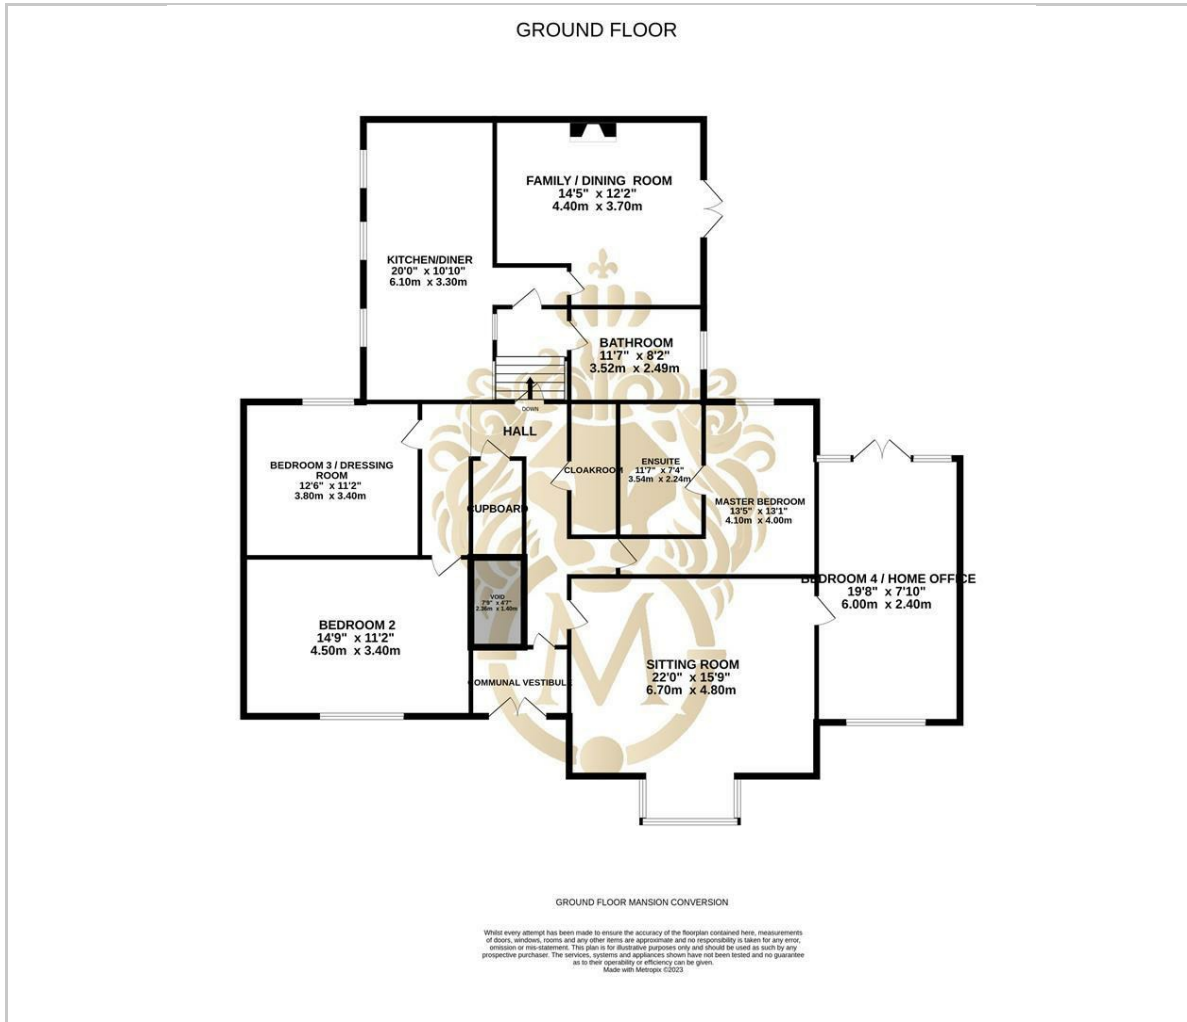 GROUND FLOOR
FAMILY / DINING ROOM
14'5" x 12'2"
4.40m x 3.70m
KITCHEN/DINER
20'0" x 10'10"
6.10m x 3.30m
BATHROOM
11'7" x 8'2"
3.52m x 2.49m
DOWN
HALL
BEDROOM 3 / DRESSING
ROOM
12'6" x 11'2"
3.80m x 3.40m
CLOAKROOM
ENSUITE
11'7" x 7'4"
3.54m x 2.24m
MASTER BEDROOM
13'5" x 13'1"
4.10m x 4.00m
CUPBOARD
BEDROOM 4 / HOME OFFICE
19'8" x 7'10"
6.00m x 2.40m
VOID
7'9" x 4'7"
2.36m x 1.40m
BEDROOM 2
14'9" x 11'2"
4.50m x 3.40m
SITTING ROOM
22'0" x 15'9"
6.70m x 4.80m
COMMUNAL VESTIBULE
M
GROUND FLOOR MANSION CONVERSION
Whilst every attempt has been made to ensure the accuracy of the floorplan contained here, measurements
of doors, windows, rooms and any other items are approximate and no responsibility is taken for any error,
omission or mis-statement. This plan is for illustrative purposes only and should be used as such by any
prospective purchaser. The services, systems and appliances shown have not been tested and no guarantee
as to their operability or efficiency can be given.
Made with Metropix ©2023